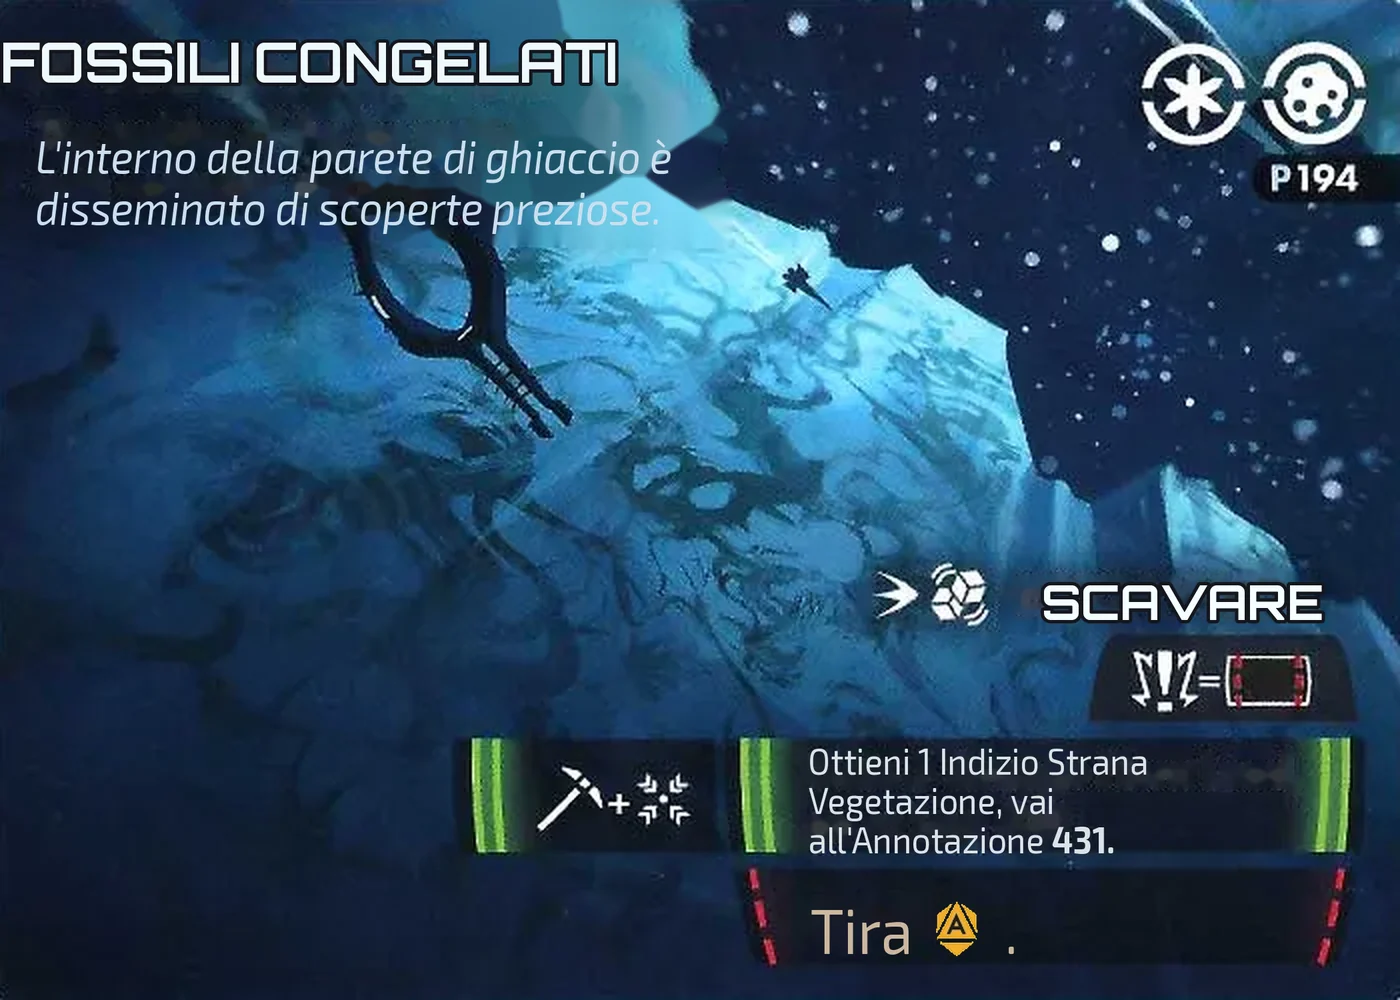 FOSSILI CONGELATI
L'interno della parete di ghiaccio è
disseminato di scoperte preziose.
P194
SCAVARE
Ottieni 1 Indizio Strana
Vegetazione, vai
all'Annotazione 431.
Tira A .